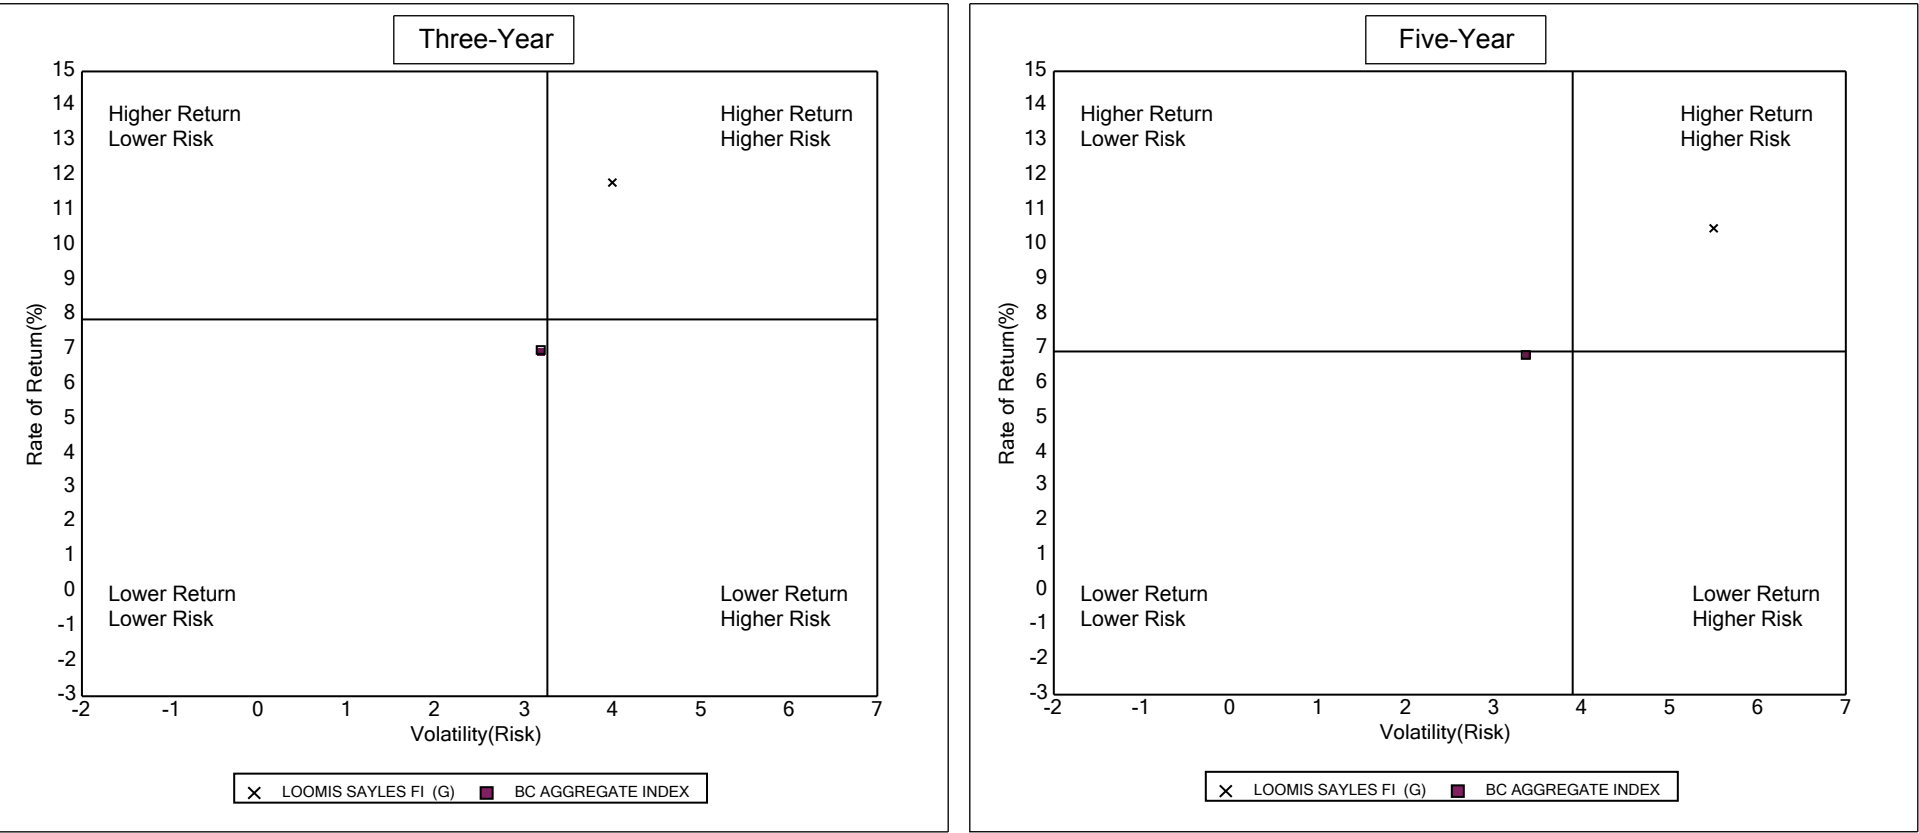 Three-Year
15
14
13
12
11
10
9
8
7
6
5
4
3
2
1
0
-1
-2
-3
Rate of Return(%)
Higher Return
Lower Risk
Higher Return
Higher Risk
Lower Return
Lower Risk
Lower Return
Higher Risk
-2 -1 0 1 2 3 4 5 6 7
Volatility(Risk)
LOOMIS SAYLES FI (G) BC AGGREGATE INDEX
Five-Year
15
14
13
12
11
10
9
8
7
6
5
4
3
2
1
0
-1
-2
-3
Rate of Return(%)
Higher Return
Lower Risk
Higher Return
Higher Risk
Lower Return
Lower Risk
Lower Return
Higher Risk
-2 -1 0 1 2 3 4 5 6 7
Volatility(Risk)
LOOMIS SAYLES FI (G) BC AGGREGATE INDEX